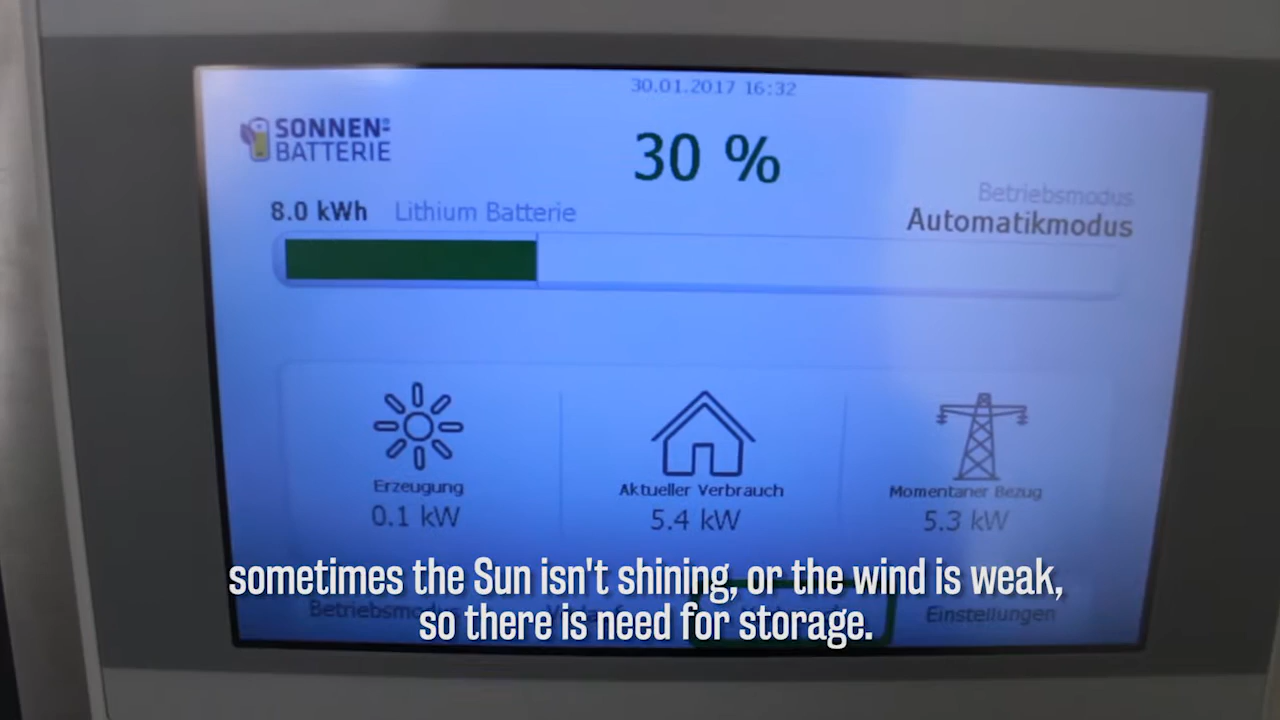 30.01.2017 16:32
SONNEN-®
BATTERIE
30 %
Betriebsmodus
Automatikmodus
8.0 kWh Lithium Batterie
Erzeugung
0.1 kW
Aktueller Verbrauch
5.4 kW
Momentaner Bezug
5.3 kW
sometimes the Sun isn't shining, or the wind is weak,
so there is need for storage.
Einstellungen